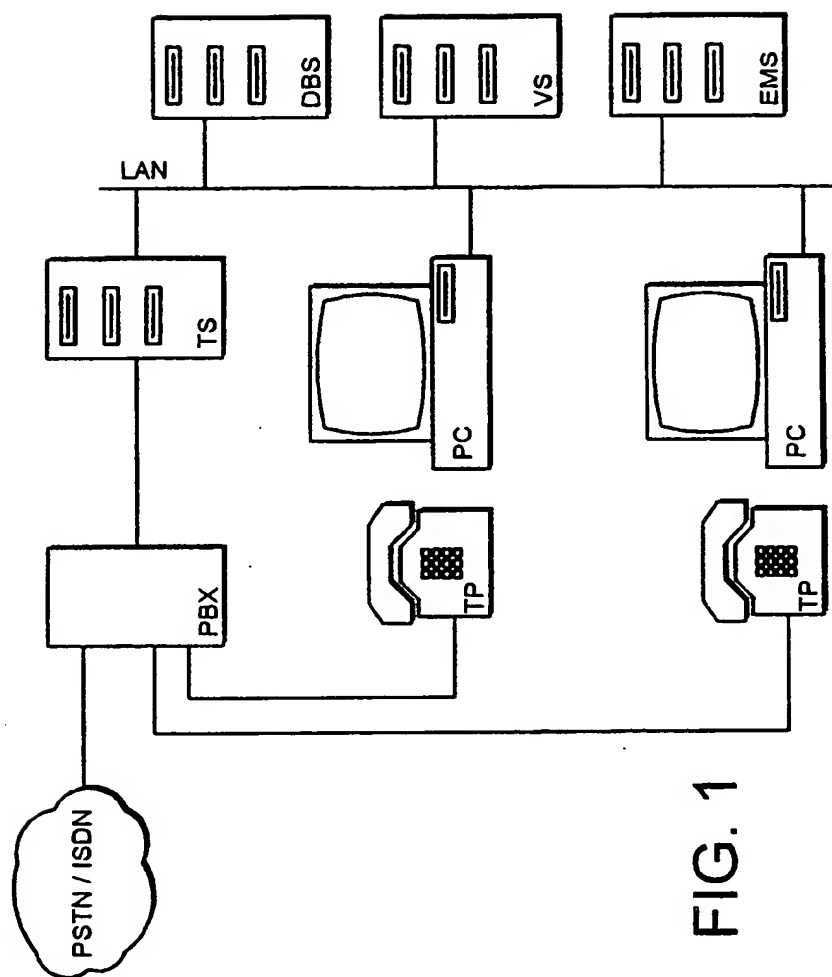 PSTN / ISDN
PBX
TS
LAN
DBS
VS
EMS
TP
PC
TP
PC
FIG. 1